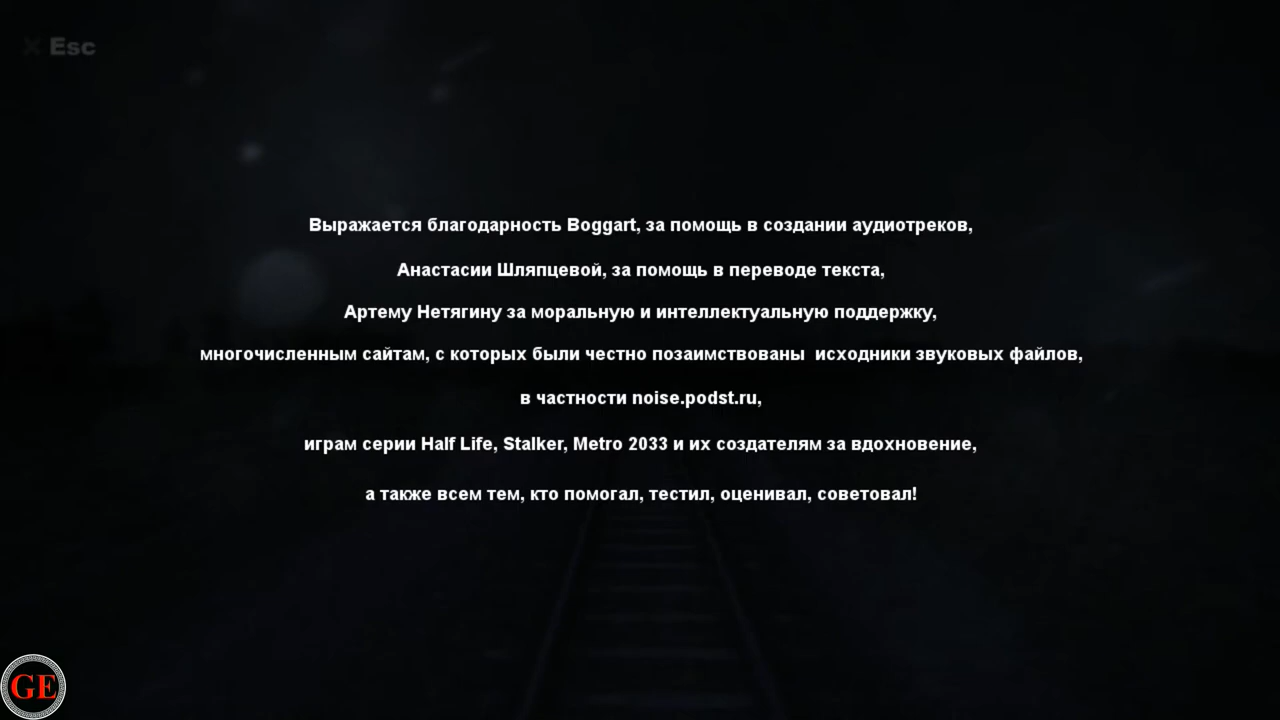 × Esc
Выражается благодарность Boggart, за помощь в создании аудиотреков,
Анастасии Шляпцевой, за помощь в переводе текста,
Артему Нетягину за моральную и интеллектуальную поддержку,
многочисленным сайтам, с которых были честно позаимствованы исходники звуковых файлов,
в частности noise.podst.ru,
играм серии Half Life, Stalker, Metro 2033 и их создателям за вдохновение,
а также всем тем, кто помогал, тестил, оценивал, советовал!
GE